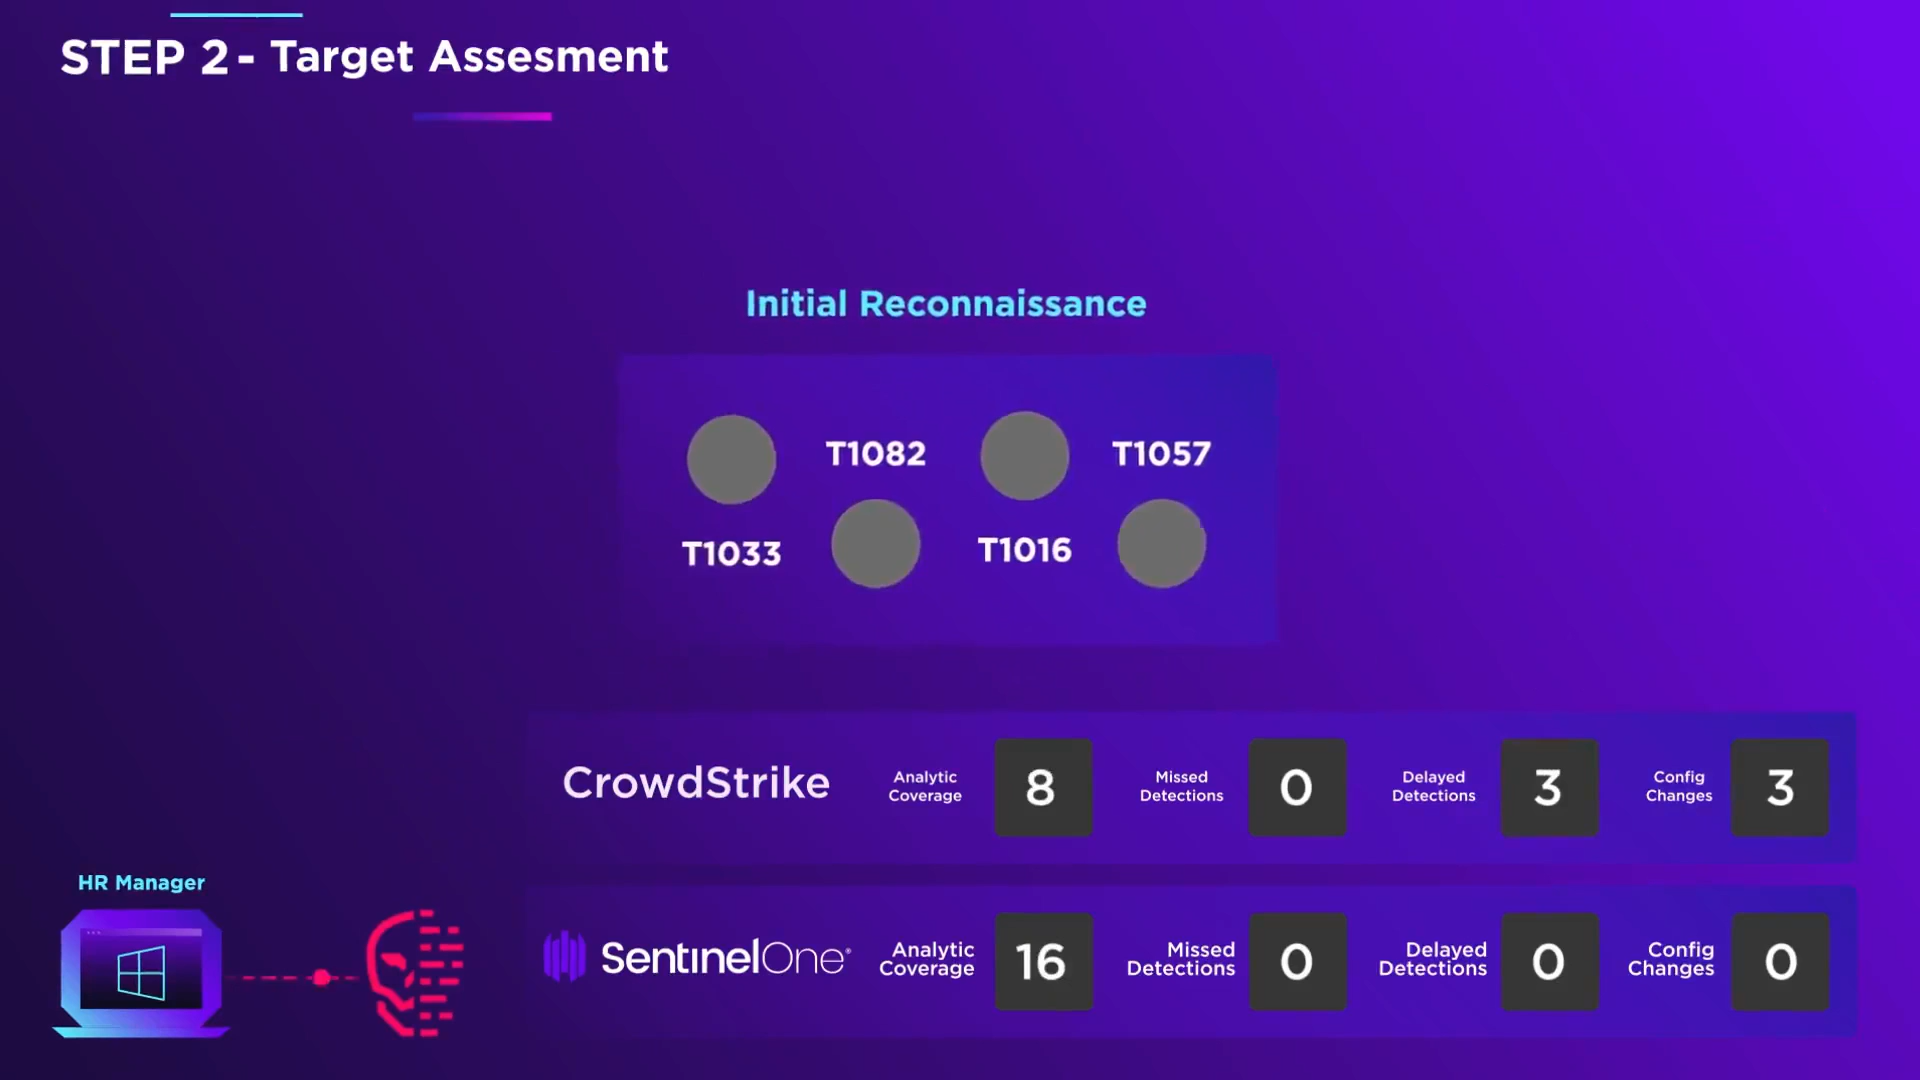 STEP 2 - Target Assesment
Initial Reconnaissance
T1082
T1057
T1033
T1016
CrowdStrike
Analytic
Coverage
8
Missed
Detections
0
Delayed
Detections
3
Config
Changes
3
HR Manager
SentinelOne®
Analytic
Coverage
16
Missed
Detections
0
Delayed
Detections
0
Config
Changes
0